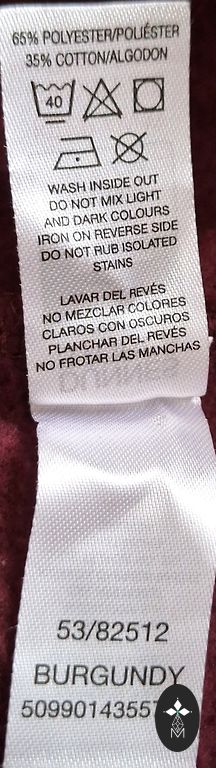 65% POLYESTER/POLIÉSTER
35% COTTON/ALGODON
40
WASH INSIDE OUT
DO NOT MIX LIGHT
AND DARK COLOURS
IRON ON REVERSE SIDE
DO NOT RUB ISOLATED
STAINS
LAVAR DEL REVÉS
NO MEZCLAR COLORES
CLAROS CON OSCUROS
PLANCHAR DEL REVÉS
NO FROTAR LAS MANCHAS
53/82512
BURGUNDY